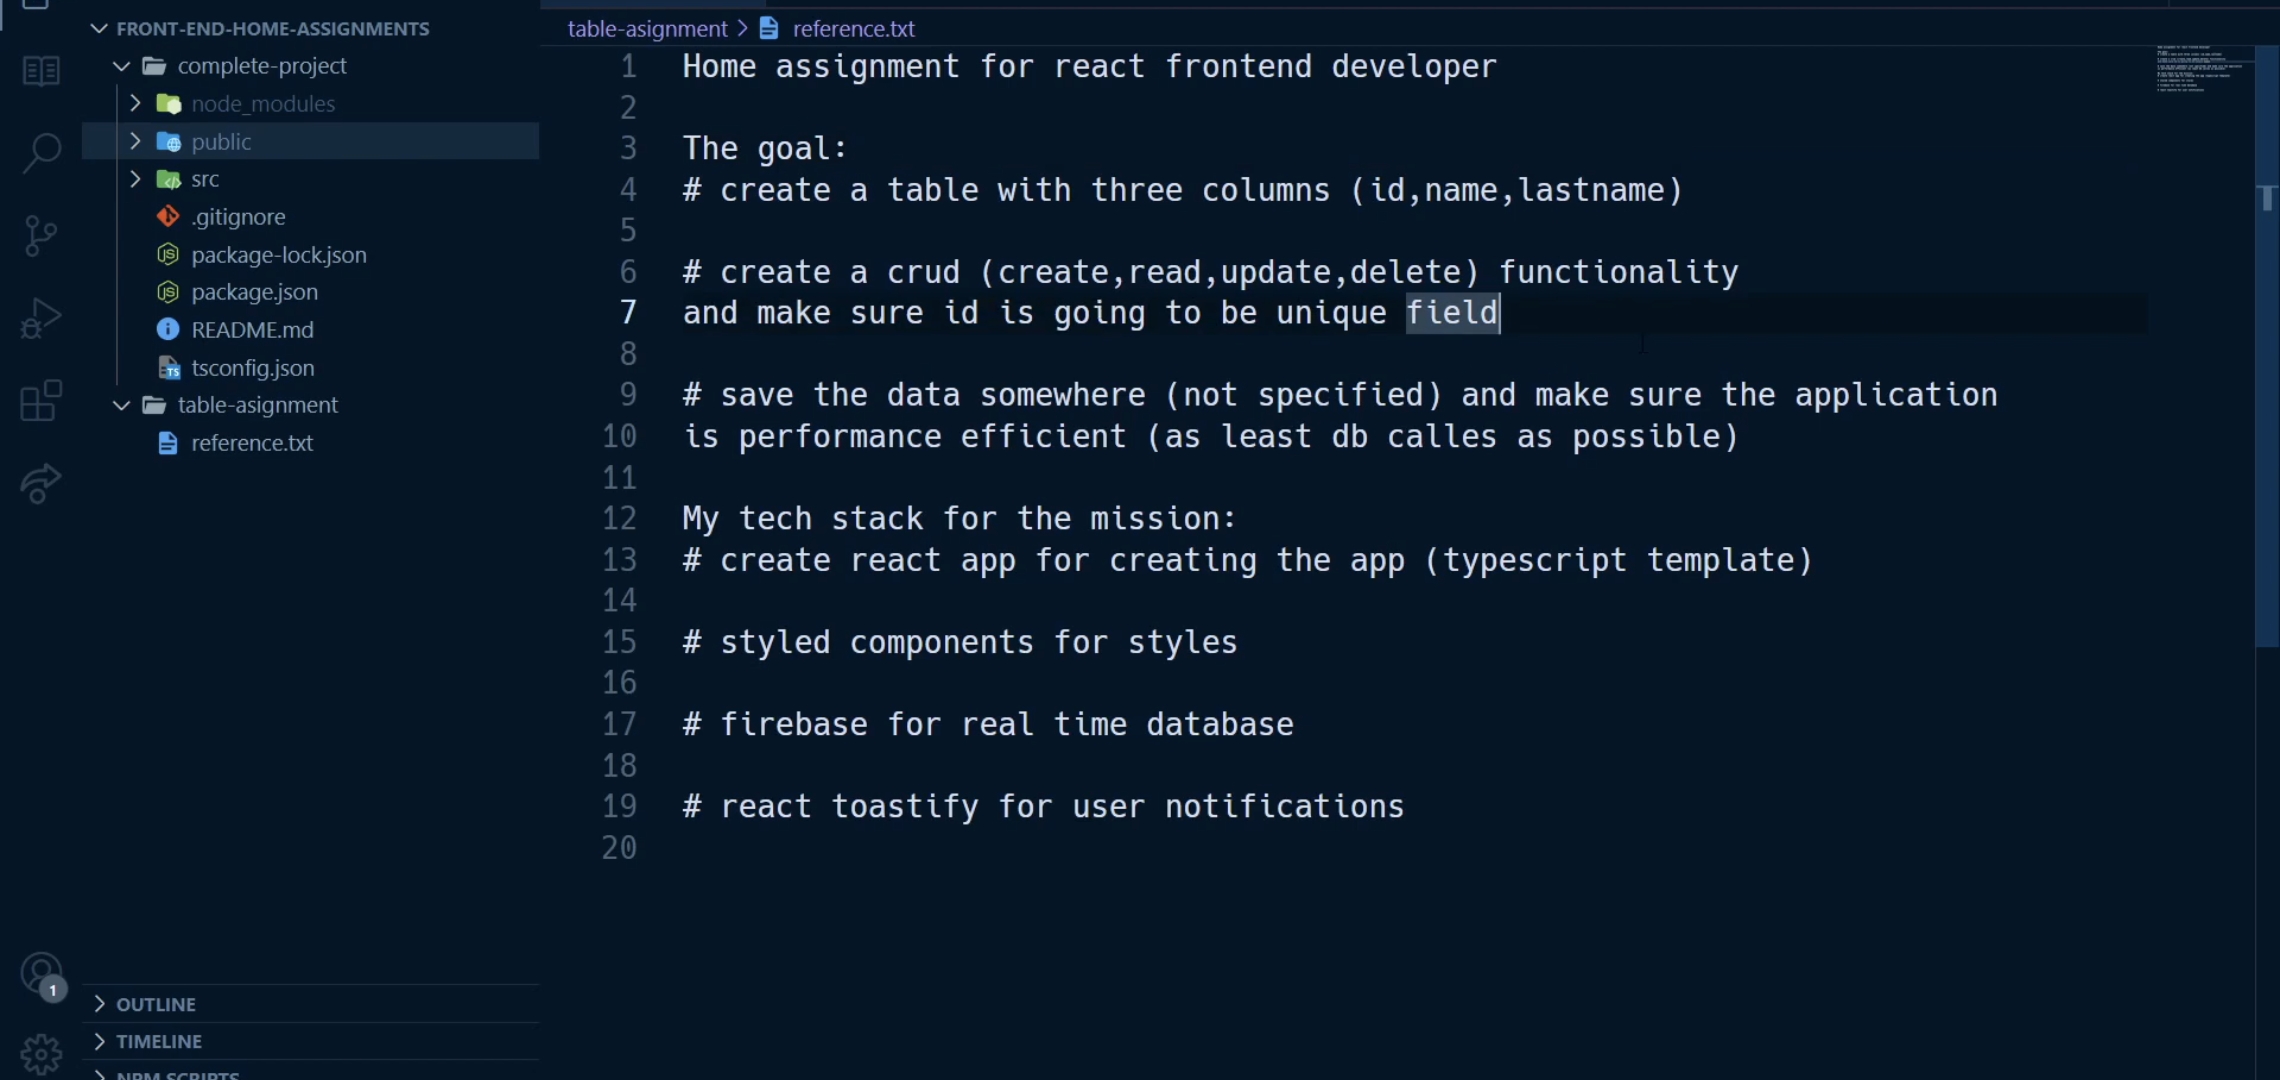 FRONT-END-HOME-ASSIGNMENTS
complete-project
node_modules
public
src
.gitignore
package-lock.json
package.json
README.md
tsconfig.json
table-asignment
reference.txt
OUTLINE
TIMELINE
NPM SCRIPTS
1
table-asignment > reference.txt
1 Home assignment for react frontend developer
2
3 The goal:
4 # create a table with three columns (id,name,lastname)
5
6 # create a crud (create,read,update,delete) functionality
7 and make sure id is going to be unique field
8
9 # save the data somewhere (not specified) and make sure the application
10 is performance efficient (as least db calles as possible)
11
12 My tech stack for the mission:
13 # create react app for creating the app (typescript template)
14
15 # styled components for styles
16
17 # firebase for real time database
18
19 # react toastify for user notifications
20